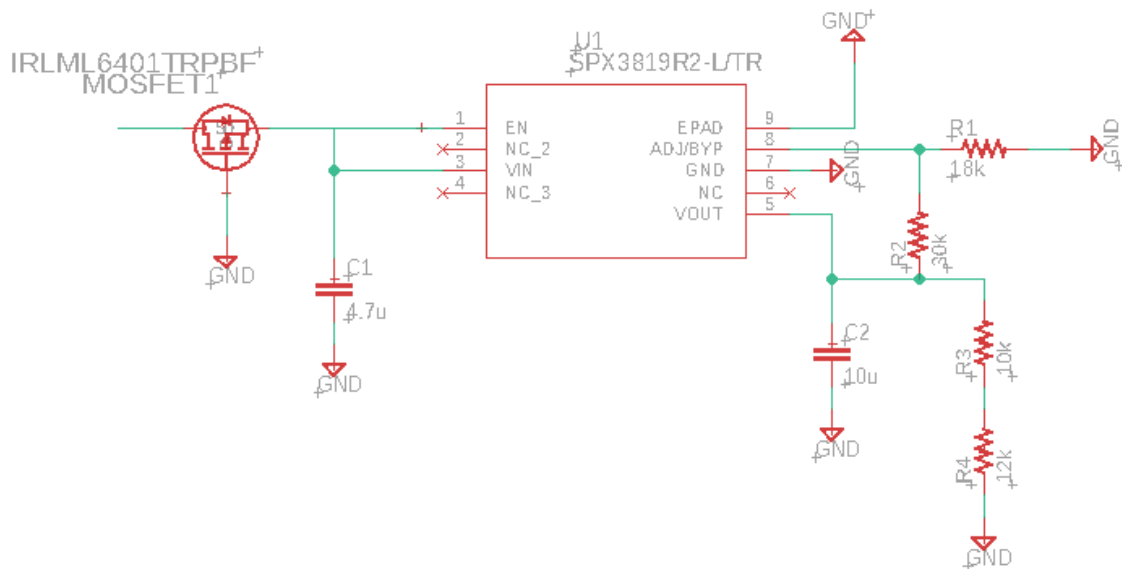 IRLML6401TRPBF
MOSFET1
GND
C1
4.7u
GND
U1
SPX3819R2-L/TR
1
EN
2
NC_2
3
VIN
4
NC_3
EPAD
9
ADJ/BYP
8
GND
7
NC
6
VOUT
5
GND
GND
R1
18k
GND
R2
30k
C2
10u
GND
R3
10k
R4
12k
GND